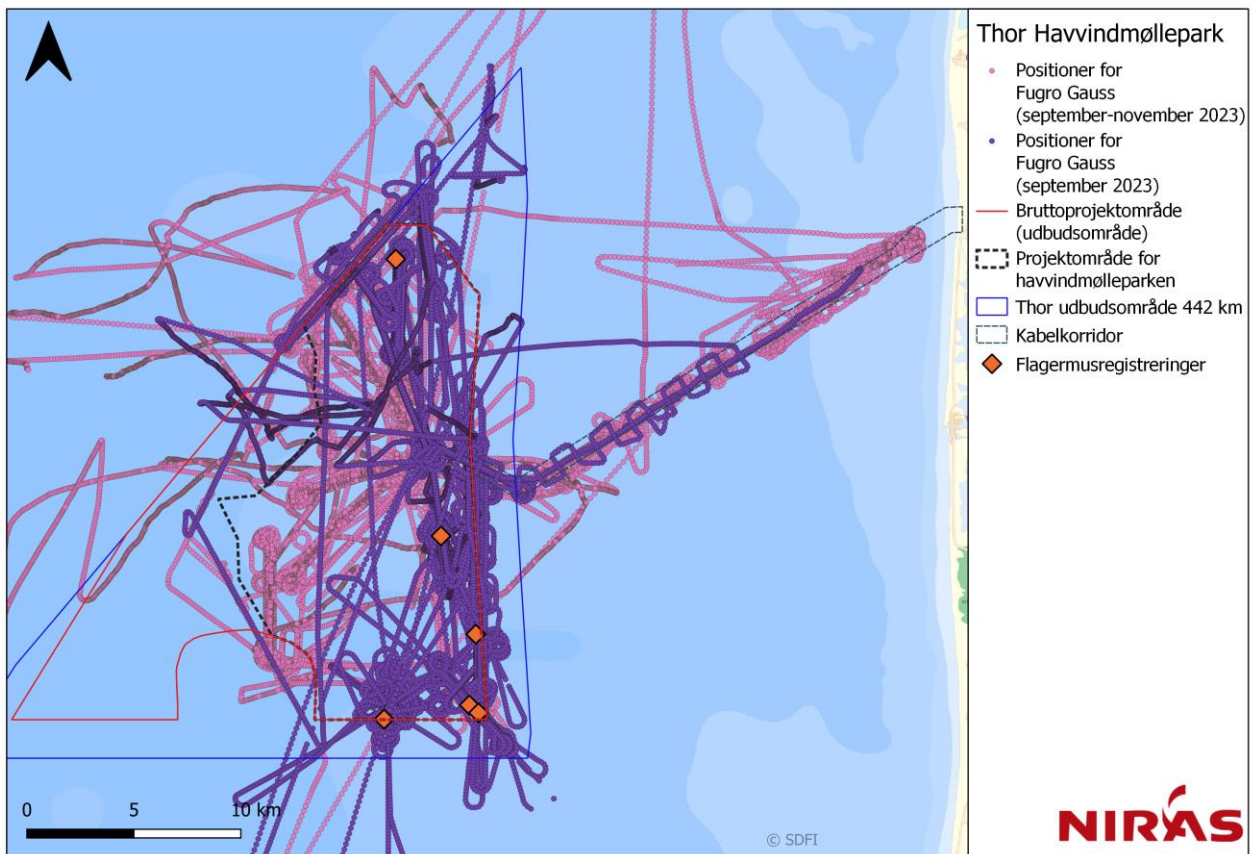 Thor Havvindmøllepark
Positioner for
Fugro Gauss
(september-november 2023)
Positioner for
Fugro Gauss
(september 2023)
Bruttoprojektområde
(udbudsområde)
Projektområde for
havvindmølleparken
Thor udbudsområde 442 km
Kabelkorridor
Flagermusregistreringer
0 5 10 km
© SDFI
NIRÁS